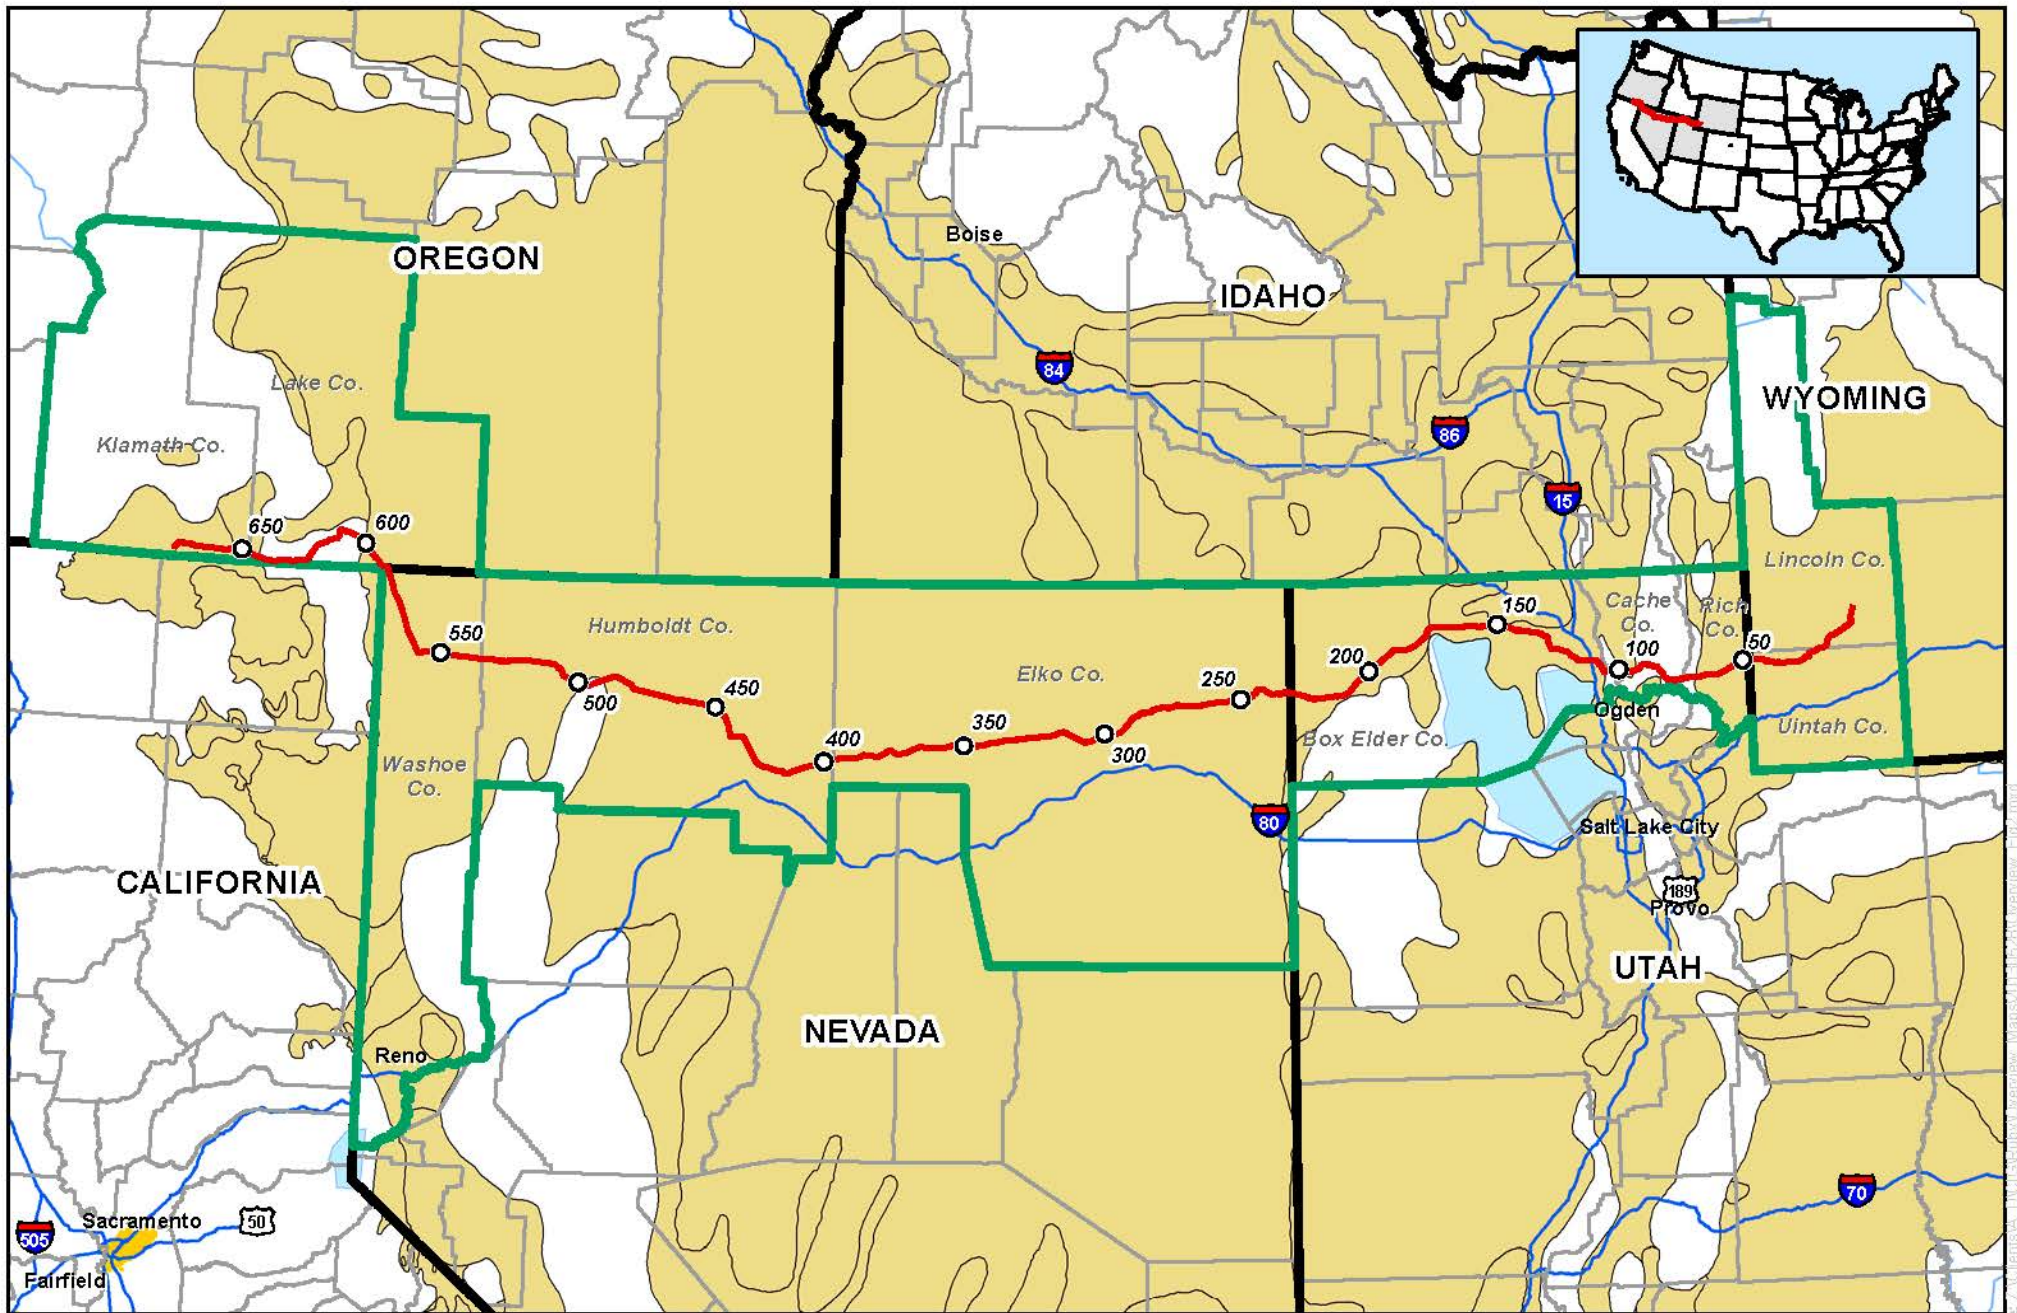 OREGON
Boise
IDAHO
84
WYOMING
Lake Co.
86
Klamath Co.
15
650
600
Lincoln Co.
550
Humboldt Co.
150
Cache
Co.
Rich
Co.
50
100
500
450
Elko Co.
250
200
400
350
300
Ogden
Uintah Co.
Box Elder Co.
Washoe
Co.
80
Salt Lake City
CALIFORNIA
189
Provo
UTAH
NEVADA
Reno
70
Sacramento
50
505
Fairfield